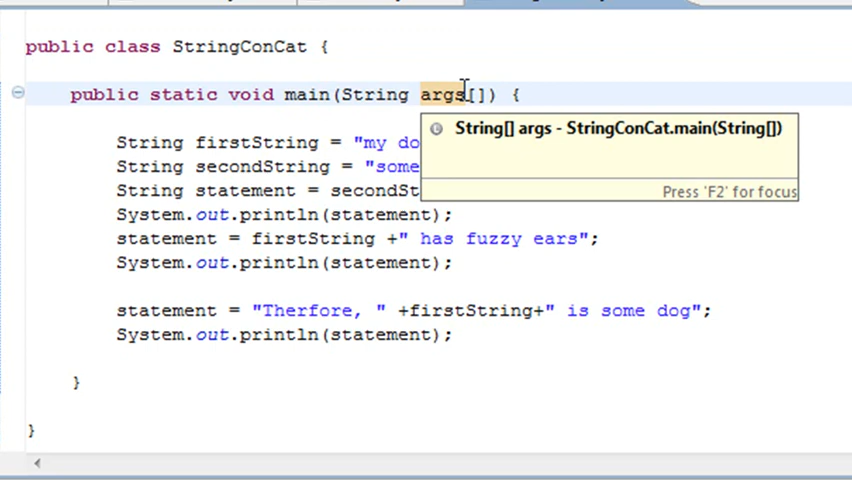 public class StringConCat {
public static void main(String args[]) {
String[] args - StringConCat.main(String[])
String firstString = "my do
String secondString = "some
String statement = secondSt
Press 'F2' for focus
System.out.println(statement);
statement = firstString +" has fuzzy ears";
System.out.println(statement);
statement = "Therfore, " +firstString+" is some dog";
System.out.println(statement);
}
}